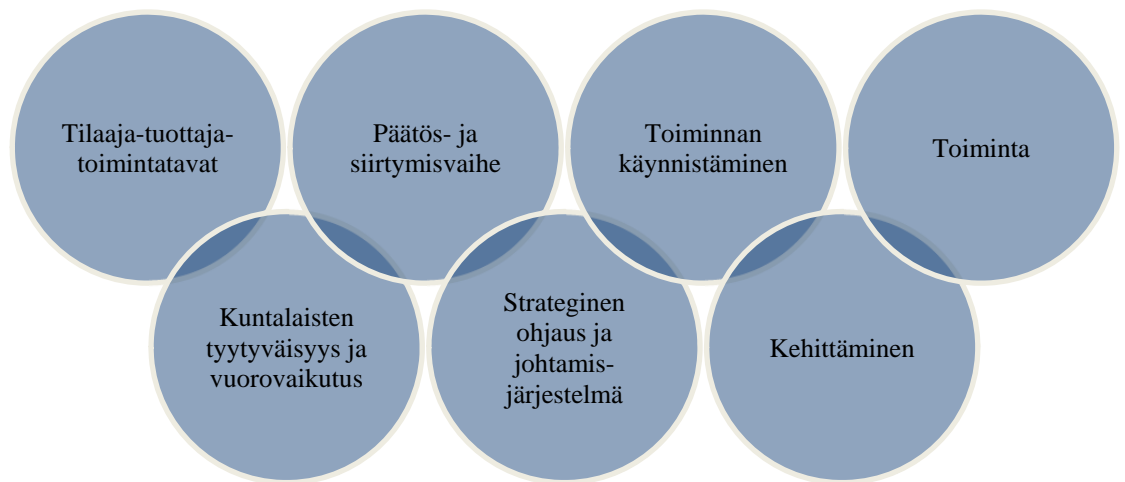 Tilaaja-tuottaja-
toimintatavat
Päätös- ja
siirtymisvaihe
Toiminnan
käynnistäminen
Toiminta
Kuntalaisten
tyytyväisyys ja
vuorovaikutus
Strateginen
ohjaus ja
johtamis-
järjestelmä
Kehittäminen